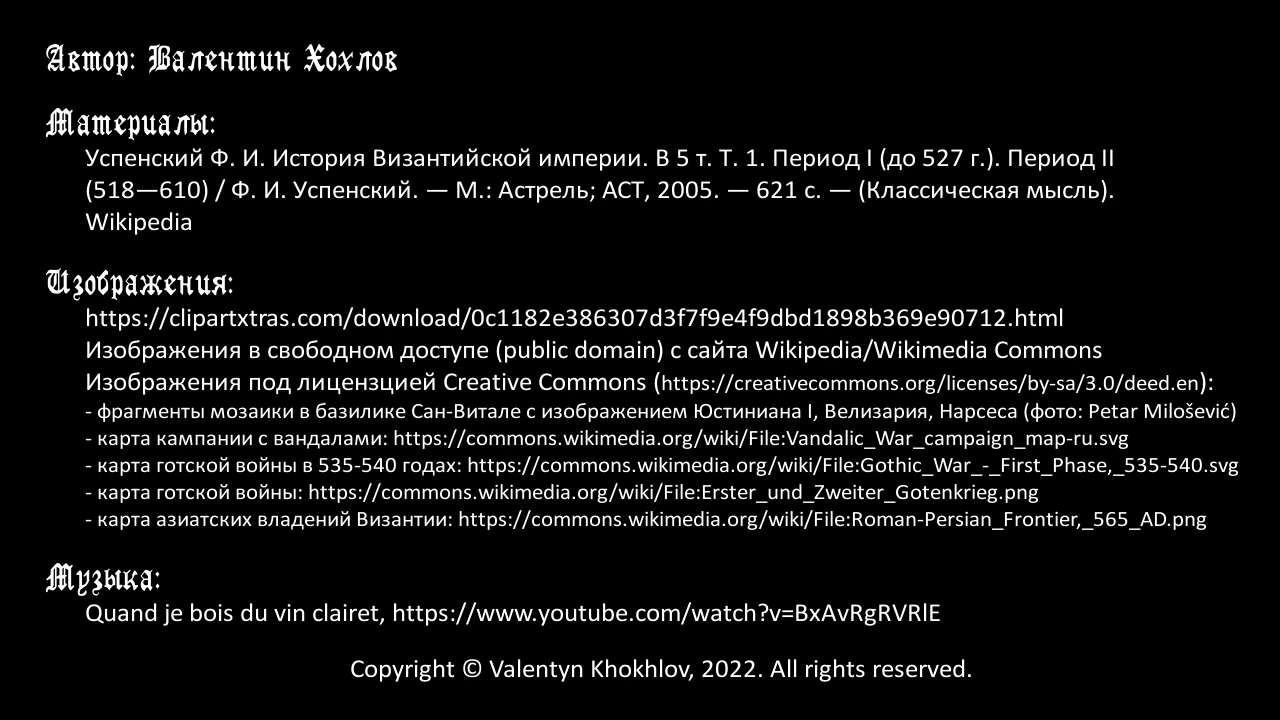 Автор: Валентин Хохлов
Материалы:
Успенский Ф. И. История Византийской империи. В 5 т. Т. 1. Период I (до 527 г.). Период II
(518—610) / Ф. И. Успенский. — М.: Астрель; АСТ, 2005. — 621 с. — (Классическая мысль).
Wikipedia
Изображения:
https://clipartxtras.com/download/0c1182e386307d3f7f9e4f9dbd1898b369e90712.html
Изображения в свободном доступе (public domain) с сайта Wikipedia/Wikimedia Commons
Изображения под лицензцией Creative Commons (https://creativecommons.org/licenses/by-sa/3.0/deed.en):
- фрагменты мозаики в базилике Сан-Витале с изображением Юстиниана I, Велизария, Нарсеса (фото: Petar Milošević)
- карта кампании с вандалами: https://commons.wikimedia.org/wiki/File:Vandalic_War_campaign_map-ru.svg
- карта готской войны в 535-540 годах: https://commons.wikimedia.org/wiki/File:Gothic_War_-_First_Phase,_535-540.svg
- карта готской войны: https://commons.wikimedia.org/wiki/File:Erster_und_Zweiter_Gotenkrieg.png
- карта азиатских владений Византии: https://commons.wikimedia.org/wiki/File:Roman-Persian_Frontier,_565_AD.png
Музыка:
Quand je bois du vin clairet, https://www.youtube.com/watch?v=BxAvRgRVRlE
Copyright © Valentyn Khokhlov, 2022. All rights reserved.